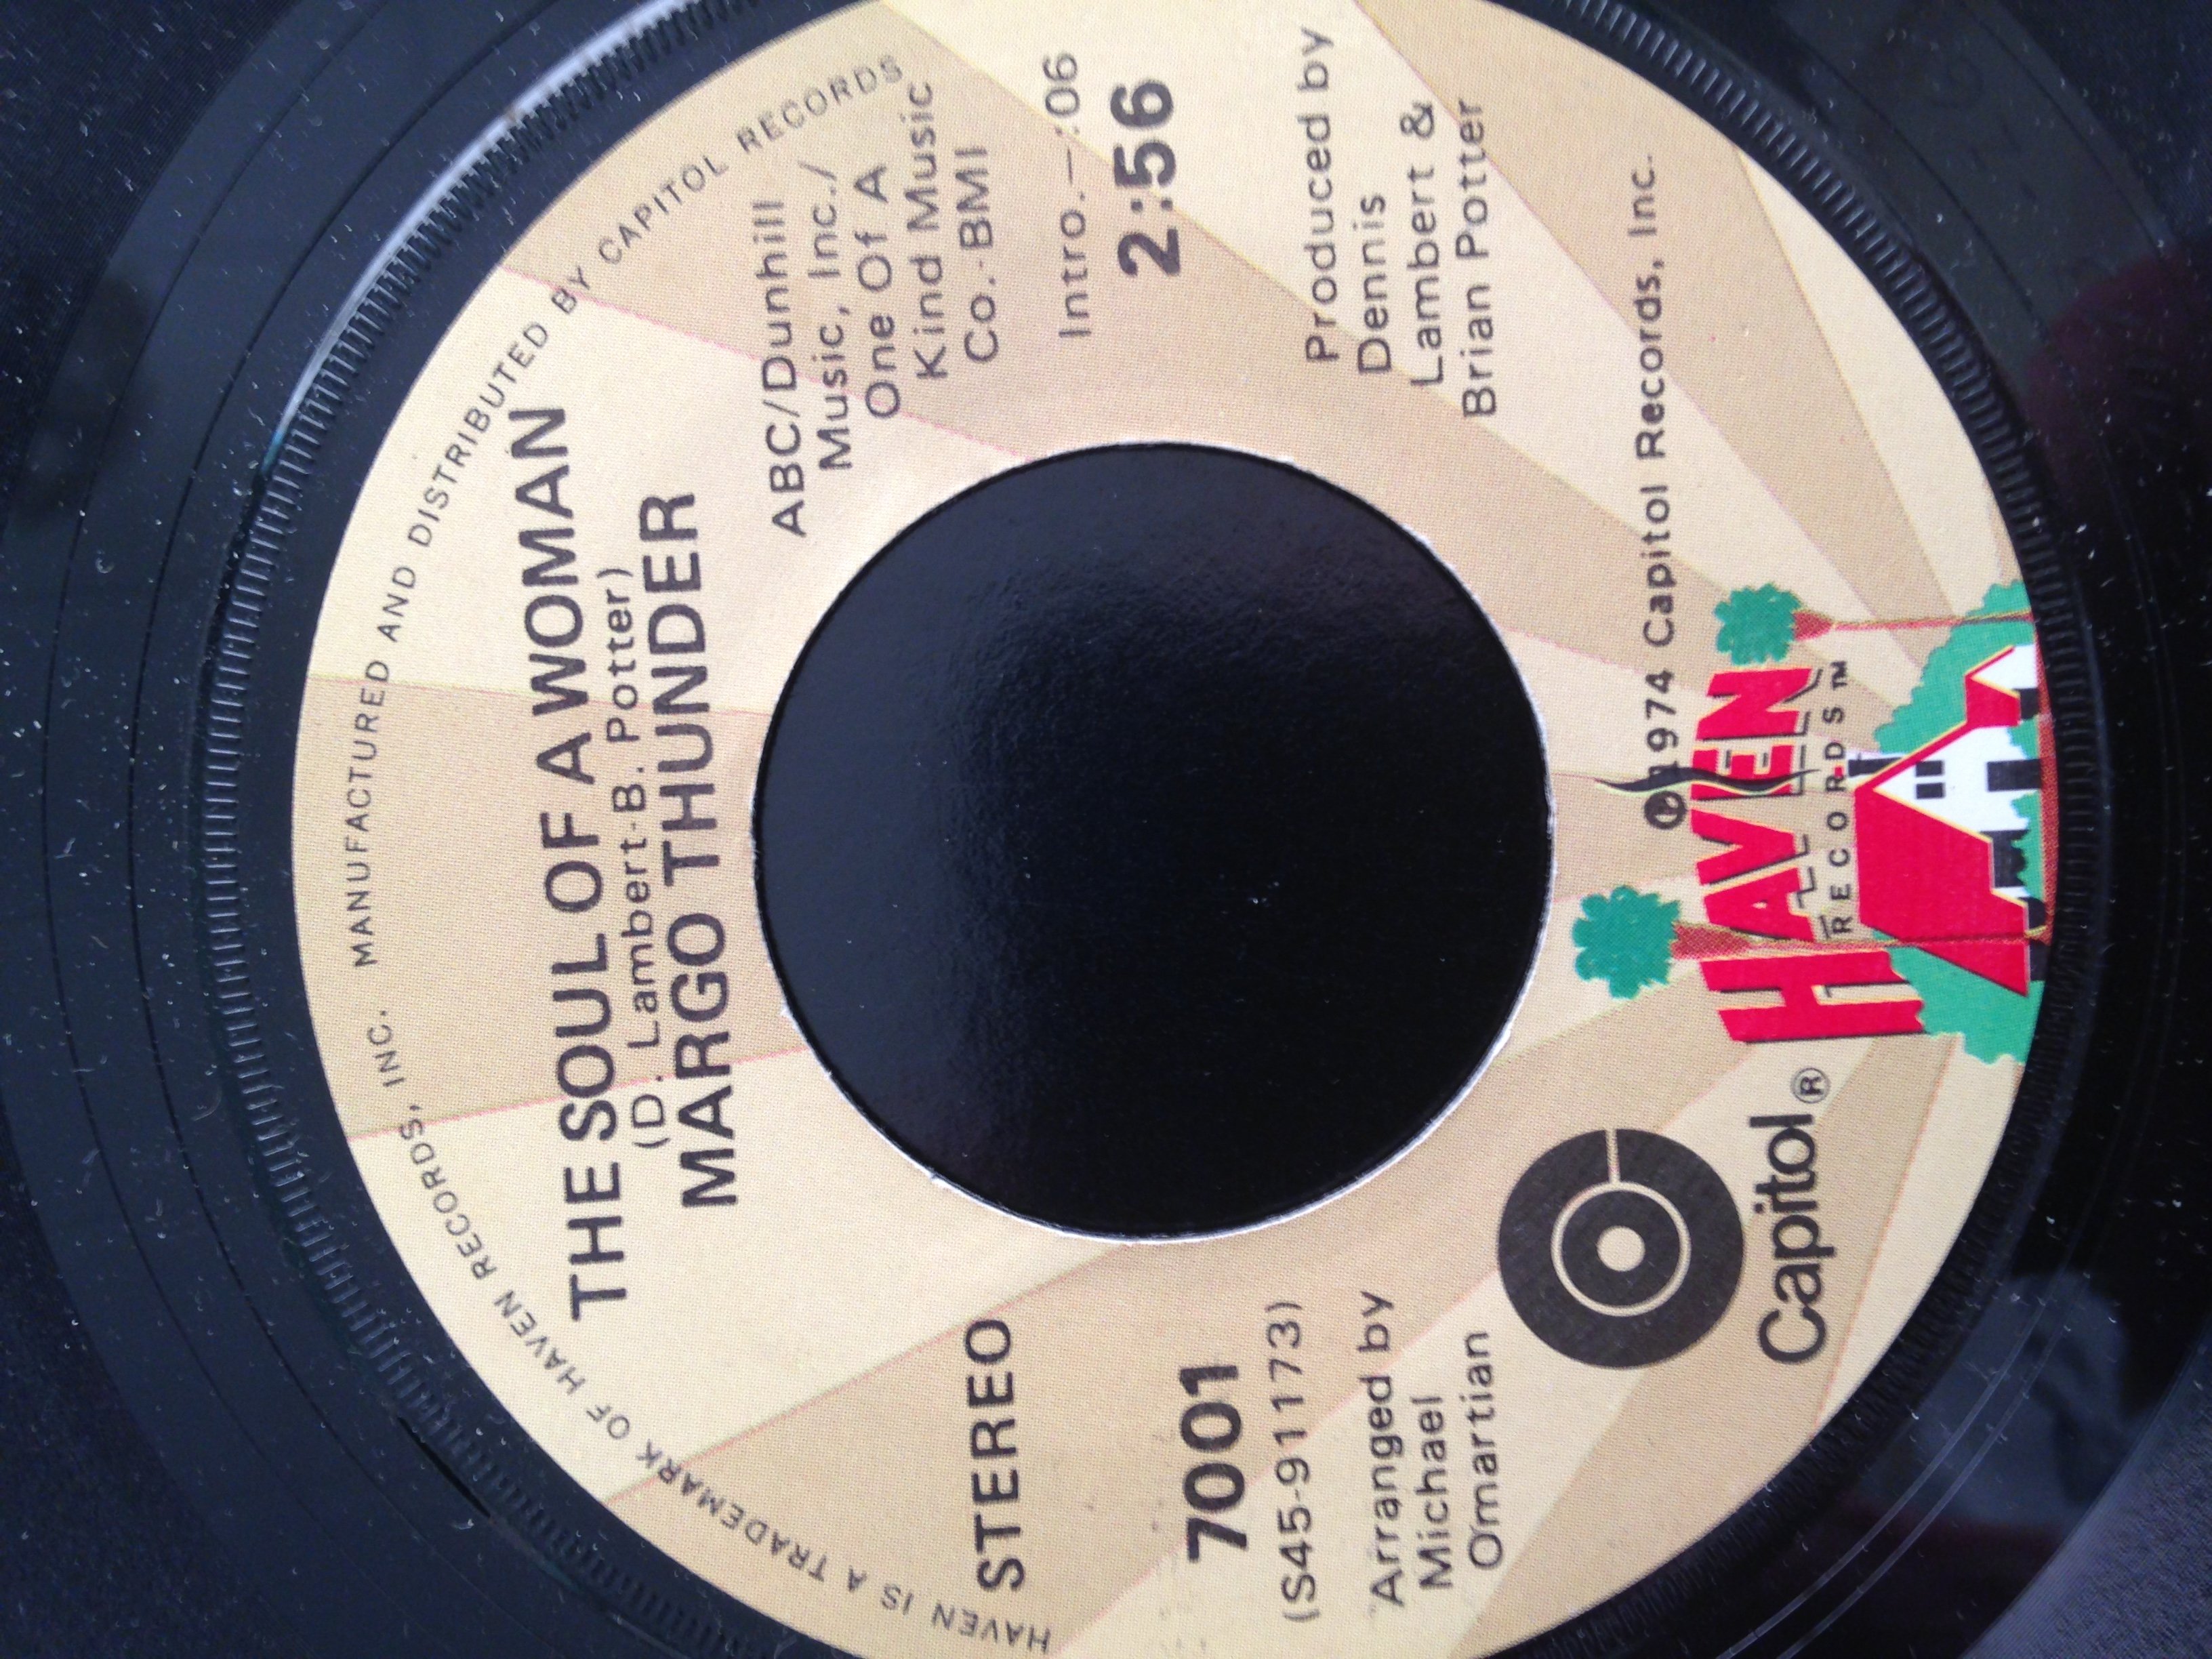 HAVEN IS A TRADEMARK OF HAVEN RECORDS, INC. MANUFACTURED AND DISTRIBUTED BY CAPITOL RECORDS
THE SOUL OF A WOMAN
(D. Lambert-B. Potter)
MARGO THUNDER
STEREO
7001
(S45-91173)
Arranged by
Michael
O'martian
ABC/Dunhill
Music, Inc./
One Of A
Kind Music
Co.-BMI
Intro.—:06
2:56
Produced by
Dennis
Lambert &
Brian Potter
℗1974 Capitol Records, Inc.
Capitol®
HAVEN
RECORDS™